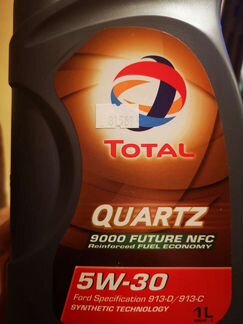 TOTAL
QUARTZ
9000 FUTURE NFC
Reinforced FUEL ECONOMY
5W-30
Ford Specification 913-D/913-C
SYNTHETIC TECHNOLOGY
1L